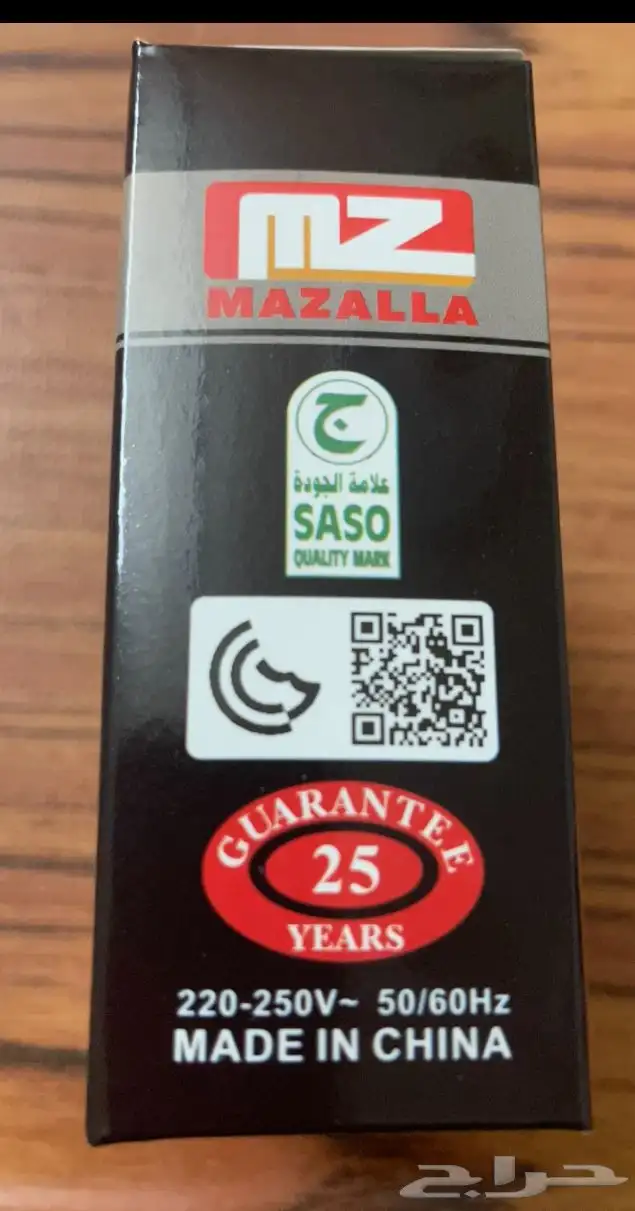 mz
MAZALLA
ج
علامة الجودة
SASO
QUALITY MARK
GUARANTEE
25
YEARS
220-250V~ 50/60Hz
MADE IN CHINA
حراج